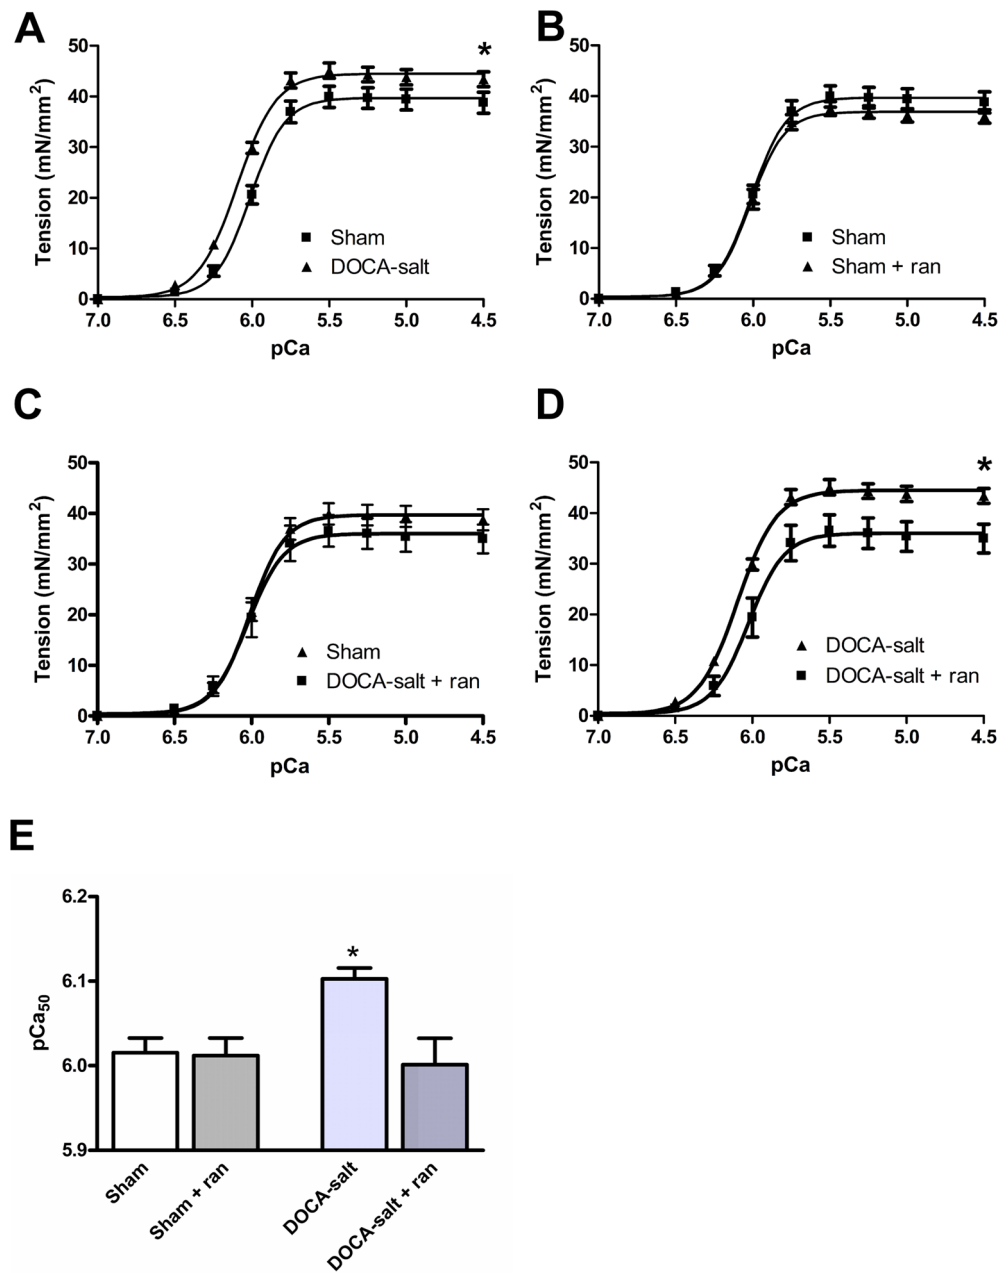 A
Tension (mN/mm²)
50
40
30
20
10
0
*
Sham
DOCA-salt
7.0 6.5 6.0 5.5 5.0 4.5
pCa
B
Tension (mN/mm²)
50
40
30
20
10
0
Sham
Sham + ran
7.0 6.5 6.0 5.5 5.0 4.5
pCa
C
Tension (mN/mm²)
50
40
30
20
10
0
Sham
DOCA-salt + ran
7.0 6.5 6.0 5.5 5.0 4.5
pCa
D
Tension (mN/mm²)
50
40
30
20
10
0
*
DOCA-salt
DOCA-salt + ran
7.0 6.5 6.0 5.5 5.0 4.5
pCa
E
pCa₅₀
6.2
6.1
6.0
5.9
*
Sham
Sham + ran
DOCA-salt
DOCA-salt + ran